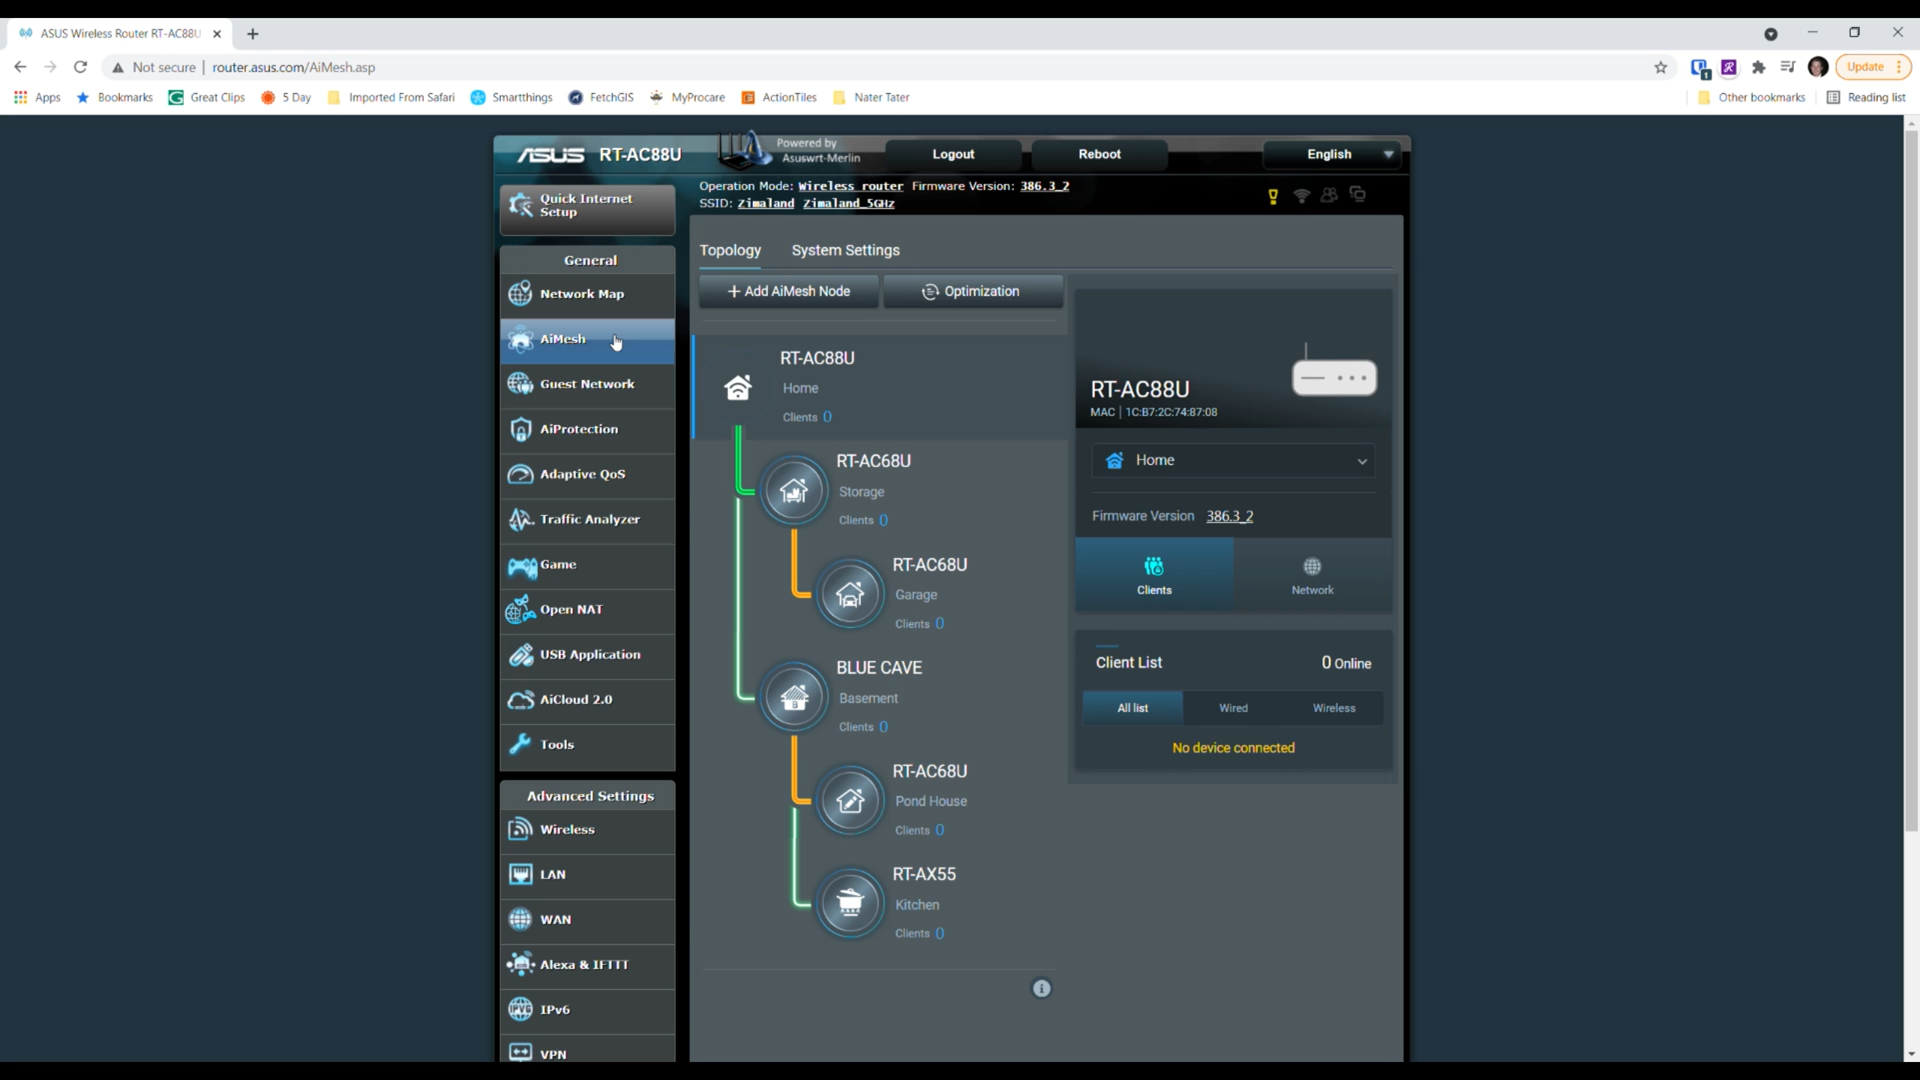 ASUS Wireless Router RT-AC88U
Not secure | router.asus.com/AiMesh.asp
Update
Apps
Bookmarks
Great Clips
5 Day
Imported From Safari
Smartthings
FetchGIS
MyProcare
ActionTiles
Nater Tater
Other bookmarks
Reading list
ASUS RT-AC88U
Powered by
Asuswrt-Merlin
Logout
Reboot
English
Operation Mode: Wireless router Firmware Version: 386.3_2
SSID: Zimaland Zimaland_5GHz
Quick Internet
Setup
General
Network Map
AiMesh
Guest Network
AiProtection
Adaptive QoS
Traffic Analyzer
Game
Open NAT
USB Application
AiCloud 2.0
Tools
Advanced Settings
Wireless
LAN
WAN
Alexa & IFTTT
IPv6
VPN
Topology
System Settings
+ Add AiMesh Node
Optimization
RT-AC88U
Home
Clients 0
RT-AC68U
Storage
Clients 0
RT-AC68U
Garage
Clients 0
BLUE CAVE
Basement
Clients 0
RT-AC68U
Pond House
Clients 0
RT-AX55
Kitchen
Clients 0
RT-AC88U
MAC | 1C:B7:2C:74:87:08
Home
Firmware Version 386.3_2
Clients
Network
Client List
0 Online
All list
Wired
Wireless
No device connected